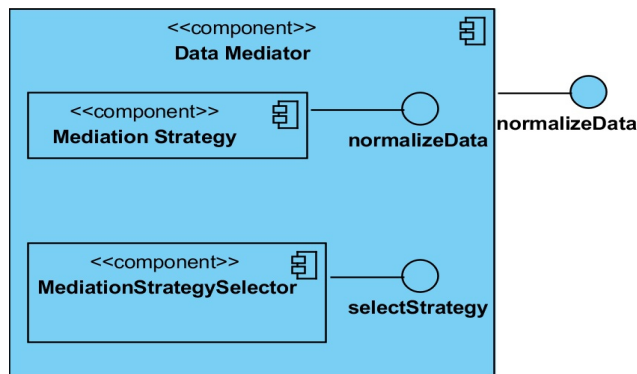 <<component>>
Data Mediator
<<component>>
Mediation Strategy
normalizeData
normalizeData
<<component>>
MediationStrategySelector
selectStrategy